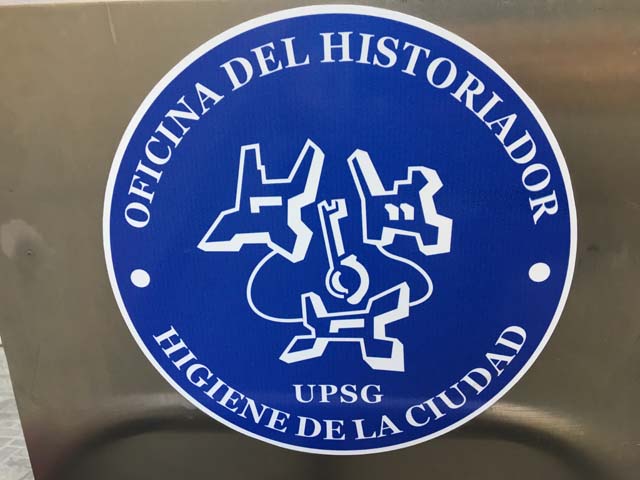 OFICINA DEL HISTORIADOR
UPSG
HIGIENE DE LA CIUDAD